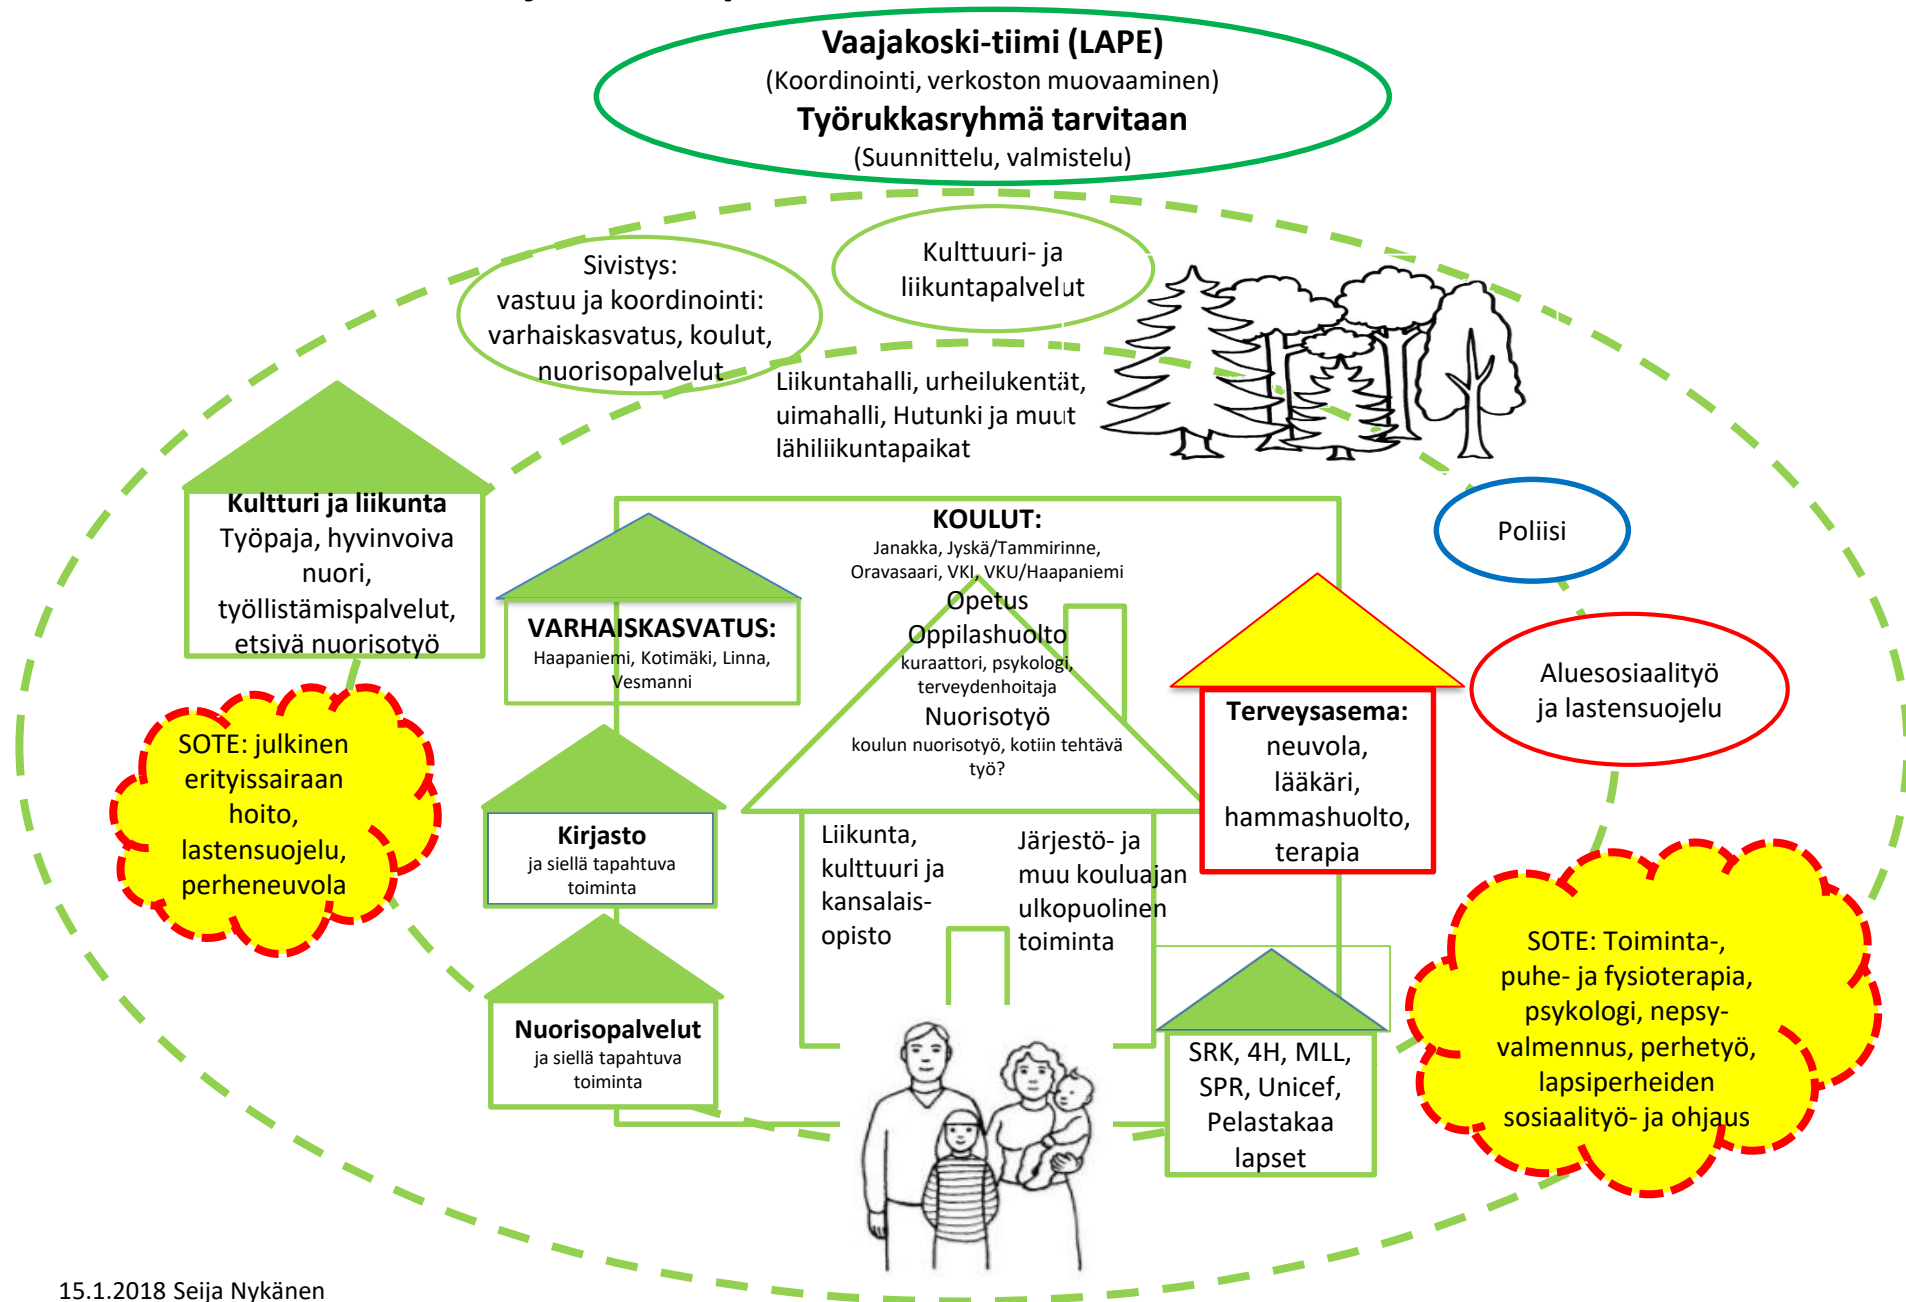 Vaajakoski-tiimi (LAPE)
(Koordinointi, verkoston muovaaminen)
Työrukkasryhmä tarvitaan
(Suunnittelu, valmistelu)
Sivistys:
vastuu ja koordinointi:
varhaiskasvatus, koulut,
nuorisopalvelut
Kulttuuri- ja
liikuntapalvelut
Liikuntahalli, urheilukentät,
uimahalli, Hutunki ja muut
lähiliikuntapaikat
Kultturi ja liikunta
Työpaja, hyvinvoiva
nuori,
työllistämispalvelut,
etsivä nuorisotyö
VARHAISKASVATUS:
Haapaniemi, Kotimäki, Linna,
Vesmanni
KOULUT:
Janakka, Jyskä/Tammirinne,
Oravasaari, VKI, VKU/Haapaniemi
Opetus
Oppilashuolto
kuraattori, psykologi,
terveydenhoitaja
Nuorisotyö
koulun nuorisotyö, kotiin tehtävä
työ?
Poliisi
Aluesosiaalityö
ja lastensuojelu
Terveysasema:
neuvola,
lääkäri,
hammashuolto,
terapia
SOTE: julkinen
erityissairaan
hoito,
lastensuojelu,
perheneuvola
Kirjasto
ja siellä tapahtuva
toiminta
Liikunta,
kulttuuri ja
kansalais-
opisto
Järjestö- ja
muu kouluajan
ulkopuolinen
toiminta
Nuorisopalvelut
ja siellä tapahtuva
toiminta
SRK, 4H, MLL,
SPR, Unicef,
Pelastakaa
lapset
SOTE: Toiminta-,
puhe- ja fysioterapia,
psykologi, nepsy-
valmennus, perhetyö,
lapsiperheiden
sosiaalityö- ja ohjaus
15.1.2018 Seija Nykänen